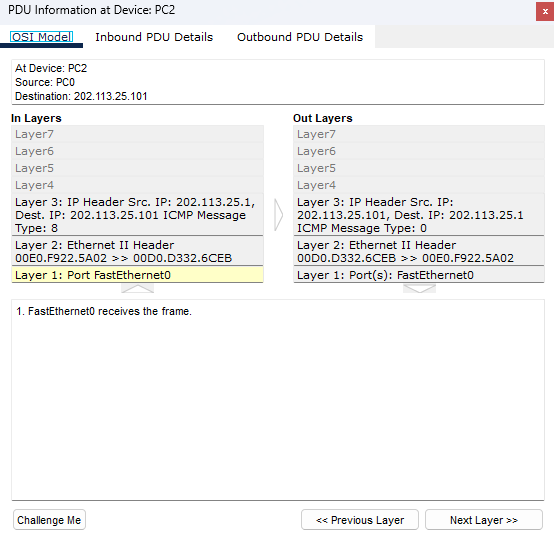 PDU Information at Device: PC2
x
OSI Model Inbound PDU Details Outbound PDU Details
At Device: PC2
Source: PC0
Destination: 202.113.25.101
In Layers
Layer7
Layer6
Layer5
Layer4
Layer 3: IP Header Src. IP: 202.113.25.1,
Dest. IP: 202.113.25.101 ICMP Message
Type: 8
Layer 2: Ethernet II Header
00E0.F922.5A02 >> 00D0.D332.6CEB
Layer 1: Port FastEthernet0
Out Layers
Layer7
Layer6
Layer5
Layer4
Layer 3: IP Header Src. IP:
202.113.25.101, Dest. IP: 202.113.25.1
ICMP Message Type: 0
Layer 2: Ethernet II Header
00D0.D332.6CEB >> 00E0.F922.5A02
Layer 1: Port(s): FastEthernet0
1. FastEthernet0 receives the frame.
Challenge Me
<< Previous Layer
Next Layer >>